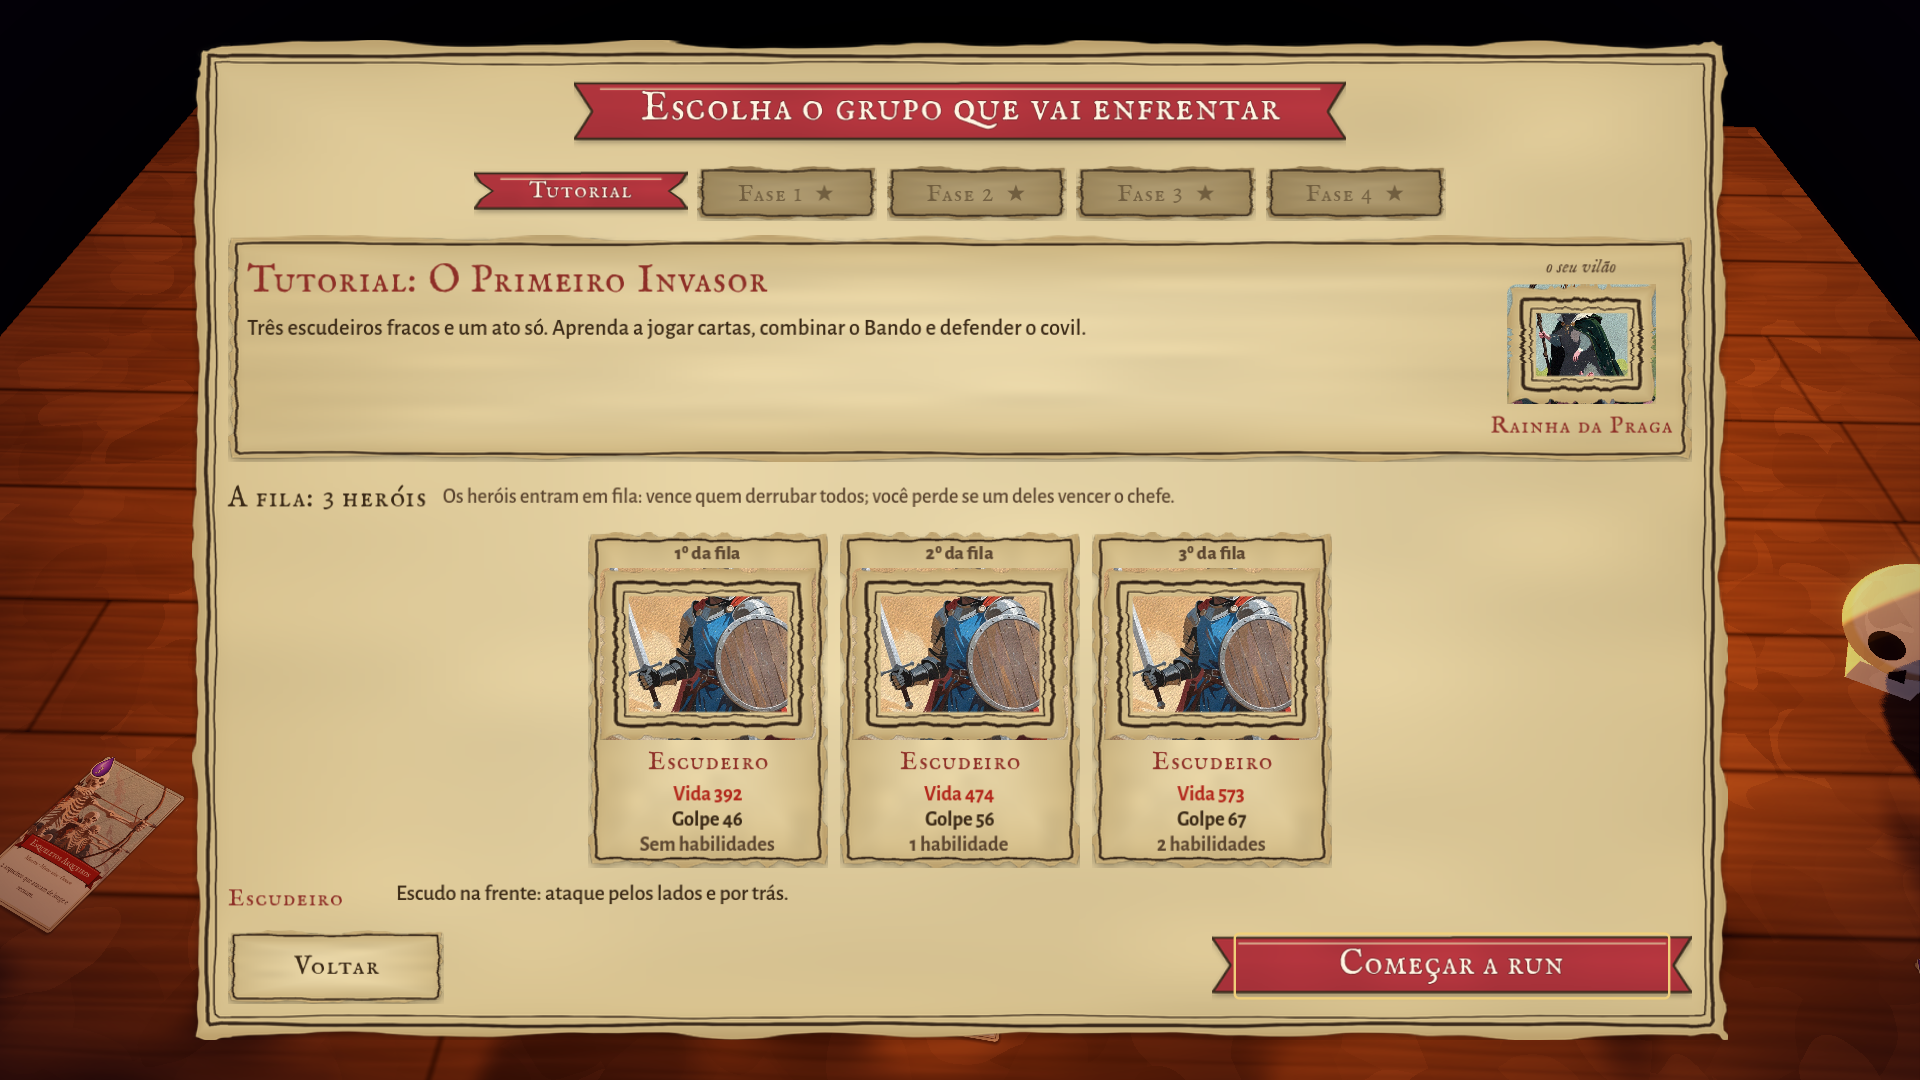 Escolha o grupo que vai enfrentar
Tutorial
Fase 1 ★
Fase 2 ★
Fase 3 ★
Fase 4 ★
Tutorial: O Primeiro Invasor
Três escudeiros fracos e um ato só. Aprenda a jogar cartas, combinar o Bando e defender o covil.
o seu vilão
Rainha da Praga
A fila: 3 heróis
Os heróis entram em fila: vence quem derrubar todos; você perde se um deles vencer o chefe.
1º da fila
Escudeiro
Vida 392
Golpe 46
Sem habilidades
2º da fila
Escudeiro
Vida 474
Golpe 56
1 habilidade
3º da fila
Escudeiro
Vida 573
Golpe 67
2 habilidades
Escudeiro
Escudo na frente: ataque pelos lados e por trás.
Voltar
Começar a run
Esqueletos Arqueiros